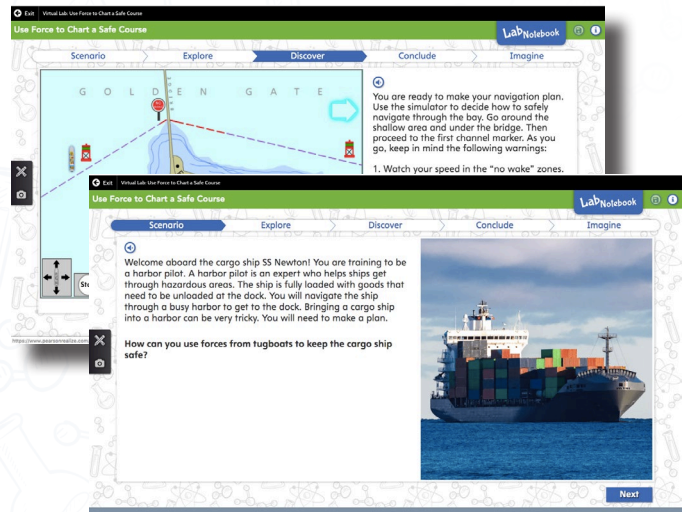 Exit Virtual Lab: Use Force to Chart a Safe Course
Use Force to Chart a Safe Course
LabNotebook
Scenario Explore Discover Conclude Imagine
GOLDEN GATE
You are ready to make your navigation plan.
Use the simulator to decide how to safely
navigate through the bay. Go around the
shallow area and under the bridge. Then
proceed to the first channel marker. As you
go, keep in mind the following warnings:
1. Watch your speed in the "no wake" zones.
Exit Virtual Lab: Use Force to Chart a Safe Course
Use Force to Chart a Safe Course
LabNotebook
Scenario Explore Discover Conclude Imagine
Welcome aboard the cargo ship SS Newton! You are training to be
a harbor pilot. A harbor pilot is an expert who helps ships get
through hazardous areas. The ship is fully loaded with goods that
need to be unloaded at the dock. You will navigate the ship
through a busy harbor to get to the dock. Bringing a cargo ship
into a harbor can be very tricky. You will need to make a plan.
How can you use forces from tugboats to keep the cargo ship
safe?
Next